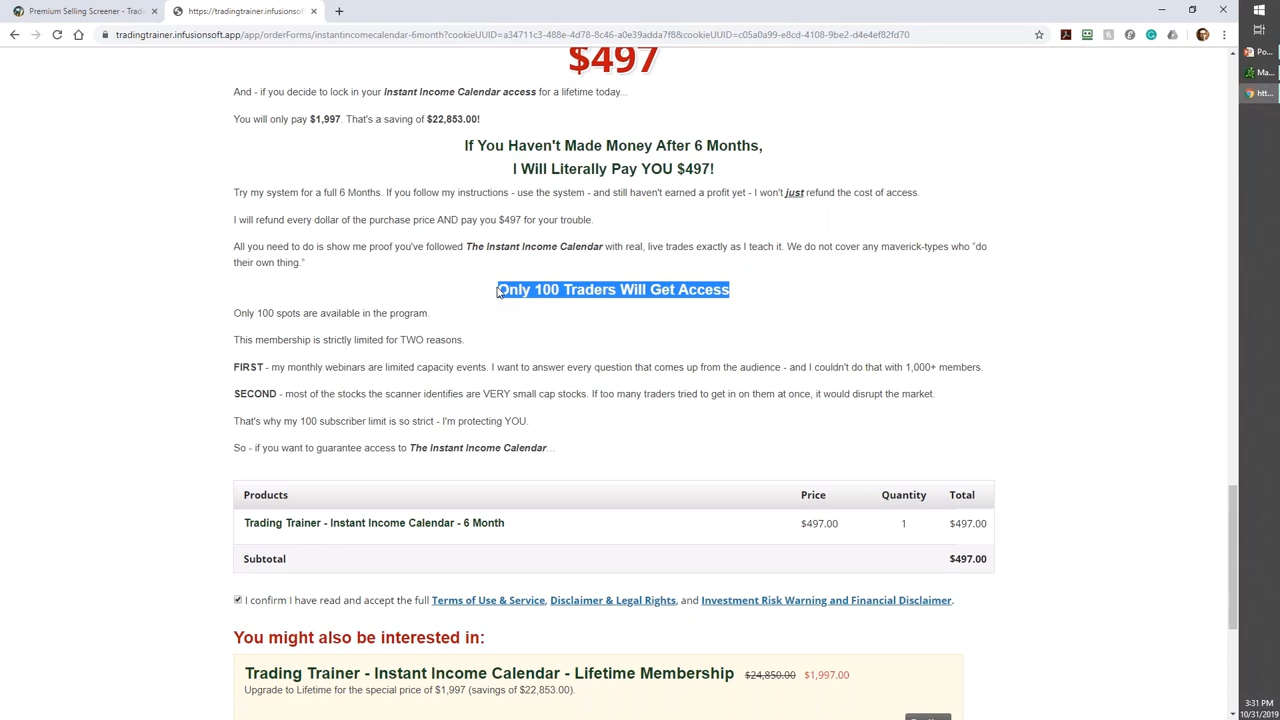 Premium Selling Screener - Trade
https://tradingtrainer.infusionsoft
tradingtrainer.infusionsoft.app/app/orderForms/instantincomecalendar-6month?cookieUUID=a34711c3-488e-4d78-8c46-a0e39adda7f8&cookieUUID=c05a0a99-e8cd-4108-9be2-d4e4ef82fd70
Po...
Ma...
htt...
$497
And - if you decide to lock in your Instant Income Calendar access for a lifetime today...
You will only pay $1,997. That's a saving of $22,853.00!
If You Haven't Made Money After 6 Months,
I Will Literally Pay YOU $497!
Try my system for a full 6 Months. If you follow my instructions - use the system - and still haven't earned a profit yet - I won't just refund the cost of access.
I will refund every dollar of the purchase price AND pay you $497 for your trouble.
All you need to do is show me proof you've followed The Instant Income Calendar with real, live trades exactly as I teach it. We do not cover any maverick-types who "do
their own thing."
Only 100 Traders Will Get Access
Only 100 spots are available in the program.
This membership is strictly limited for TWO reasons.
FIRST - my monthly webinars are limited capacity events. I want to answer every question that comes up from the audience - and I couldn't do that with 1,000+ members.
SECOND - most of the stocks the scanner identifies are VERY small cap stocks. If too many traders tried to get in on them at once, it would disrupt the market.
That's why my 100 subscriber limit is so strict - I'm protecting YOU.
So - if you want to guarantee access to The Instant Income Calendar...
Products Price Quantity Total
Trading Trainer - Instant Income Calendar - 6 Month $497.00 1 $497.00
Subtotal $497.00
I confirm I have read and accept the full Terms of Use & Service, Disclaimer & Legal Rights, and Investment Risk Warning and Financial Disclaimer.
You might also be interested in:
Trading Trainer - Instant Income Calendar - Lifetime Membership $24,850.00 $1,997.00
Upgrade to Lifetime for the special price of $1,997 (savings of $22,853.00).
3:31 PM
10/31/2019